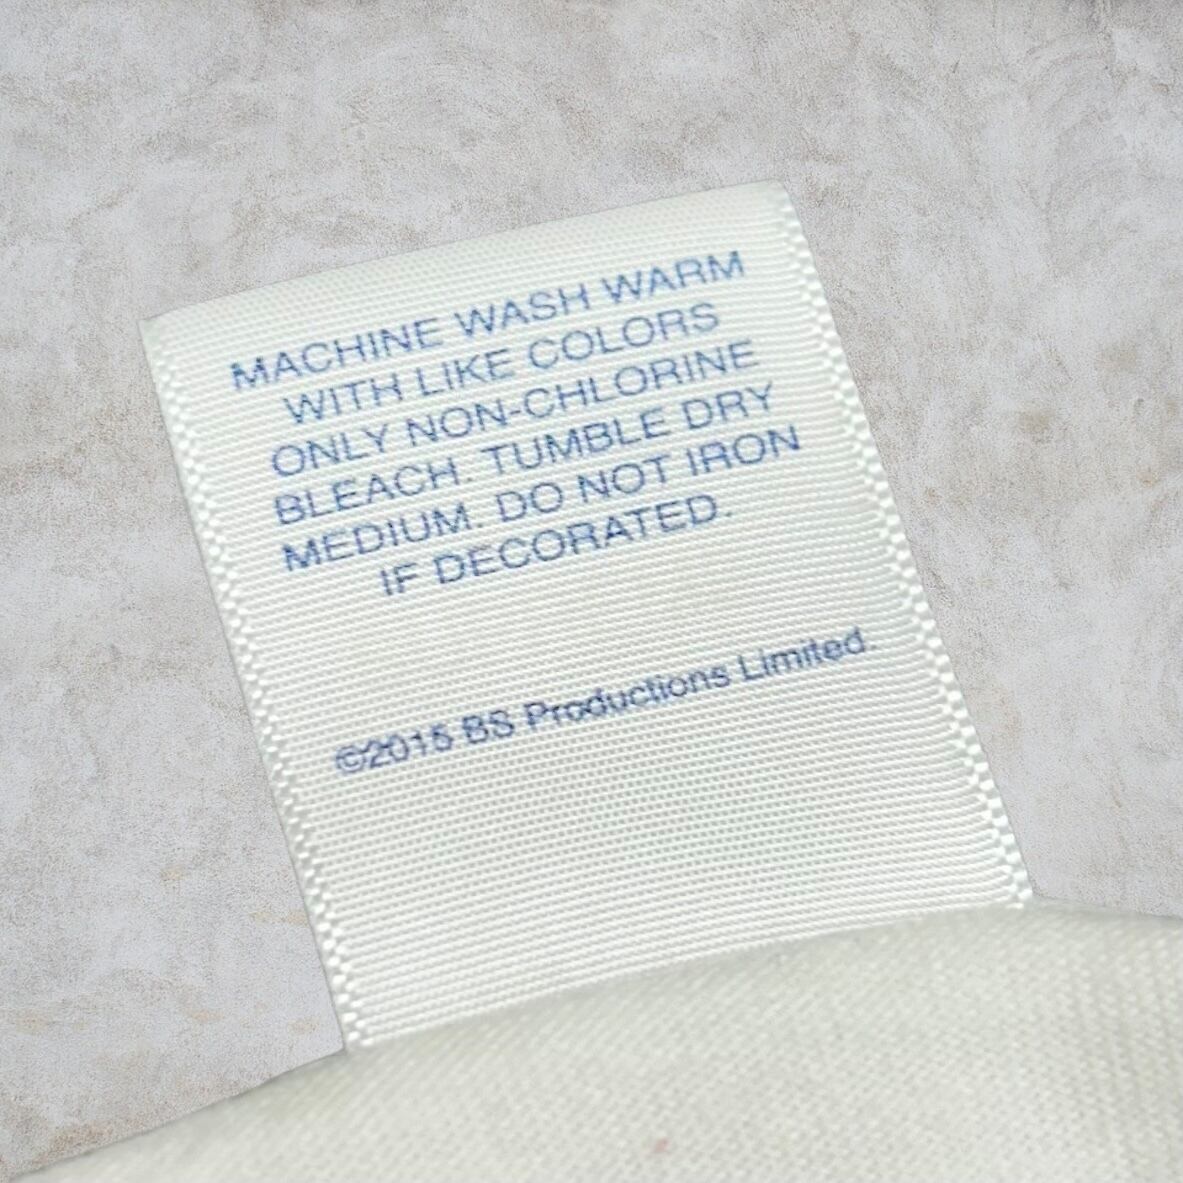 MACHINE WASH WARM
WITH LIKE COLORS
ONLY NON-CHLORINE
BLEACH. TUMBLE DRY
MEDIUM. DO NOT IRON
IF DECORATED.
©2015 BS Productions Limited.